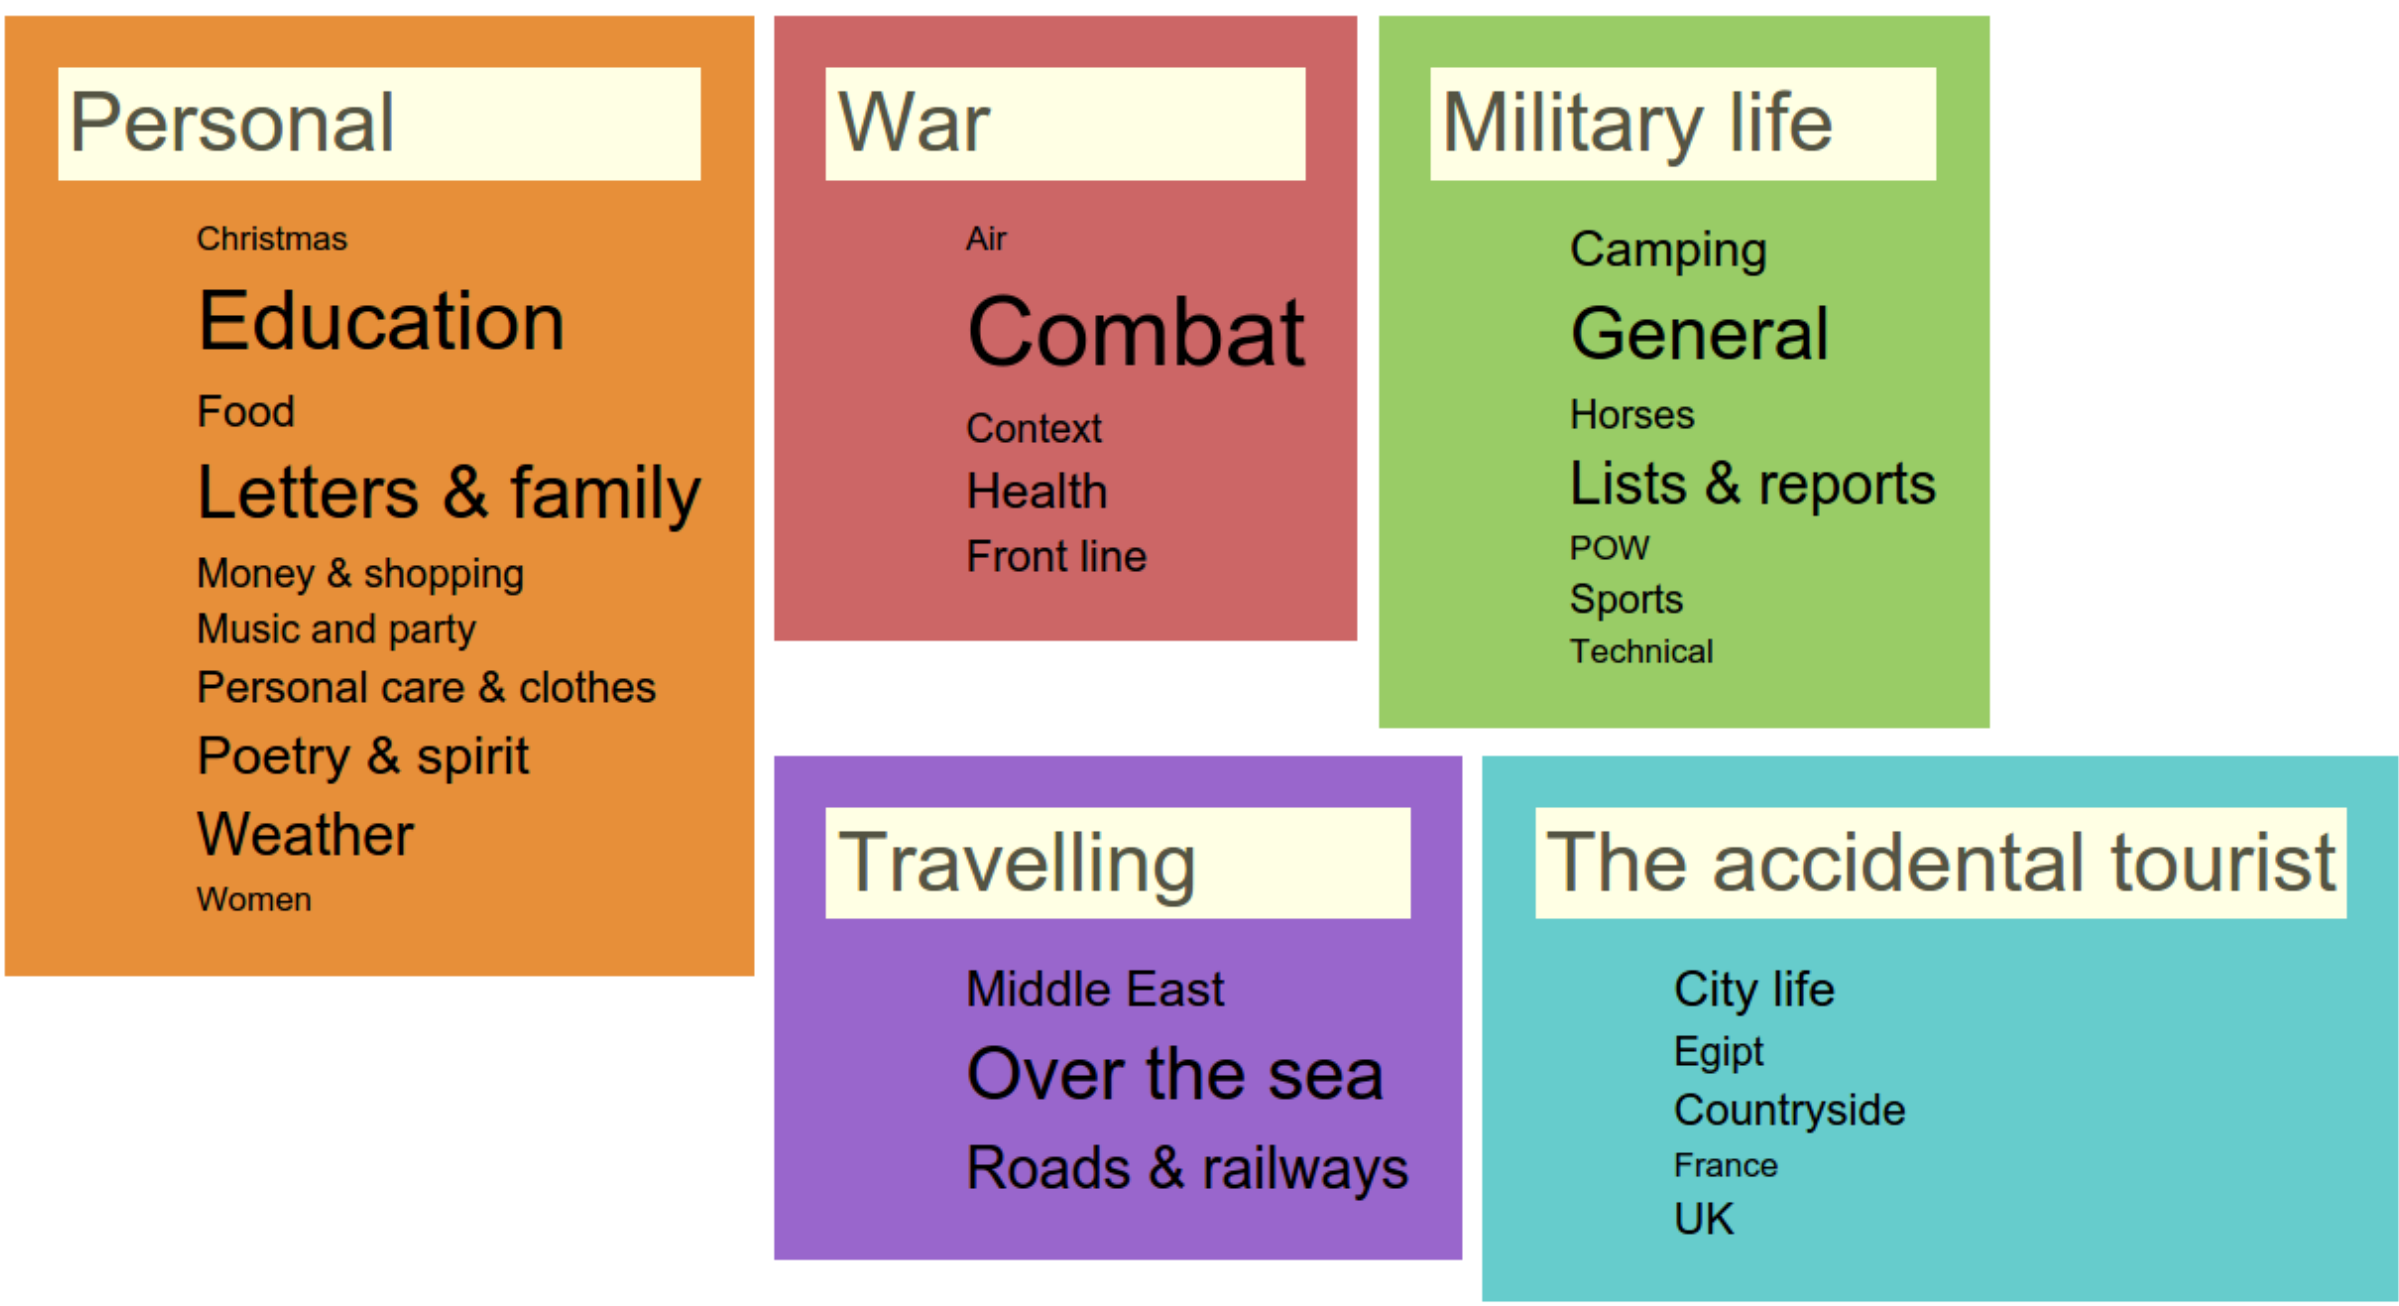 Personal
Christmas
Education
Food
Letters & family
Money & shopping
Music and party
Personal care & clothes
Poetry & spirit
Weather
Women
War
Air
Combat
Context
Health
Front line
Military life
Camping
General
Horses
Lists & reports
POW
Sports
Technical
Travelling
Middle East
Over the sea
Roads & railways
The accidental tourist
City life
Egipt
Countryside
France
UK